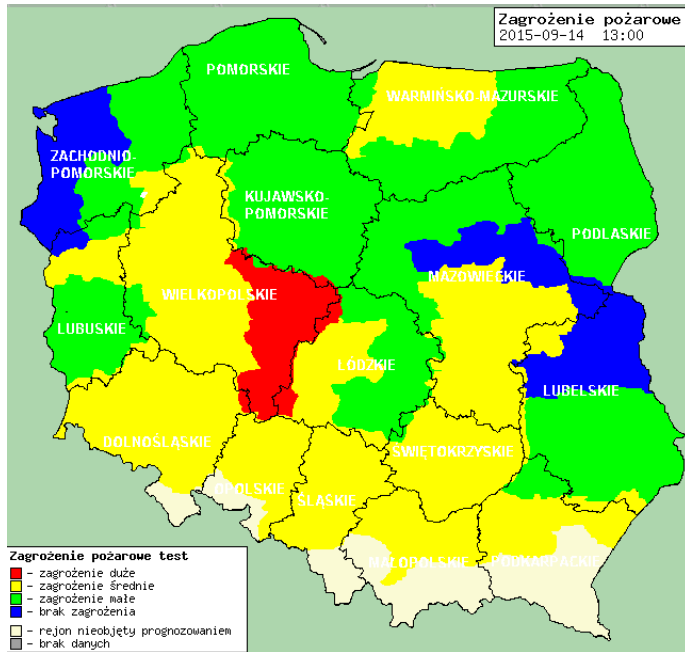 Zagrożenie pożarowe
2015-09-14 13:00
POMORSKIE
WARMIŃSKO-MAZURSKIE
ZACHODNIO-
POMORSKIE
KUJAWSKO-
POMORSKIE
PODLASKIE
MAZOWIECKIE
WIELKOPOLSKIE
LUBUSKIE
ŁÓDZKIE
LUBELSKIE
DOLNOŚLĄSKIE
ŚWIĘTOKRZYSKIE
OPOLSKIE
ŚLĄSKIE
MAŁOPOLSKIE
PODKARPACKIE
Zagrożenie pożarowe test
– zagrożenie duże
– zagrożenie średnie
– zagrożenie małe
– brak zagrożenia
– rejon nieobjęty prognozowaniem
– brak danych